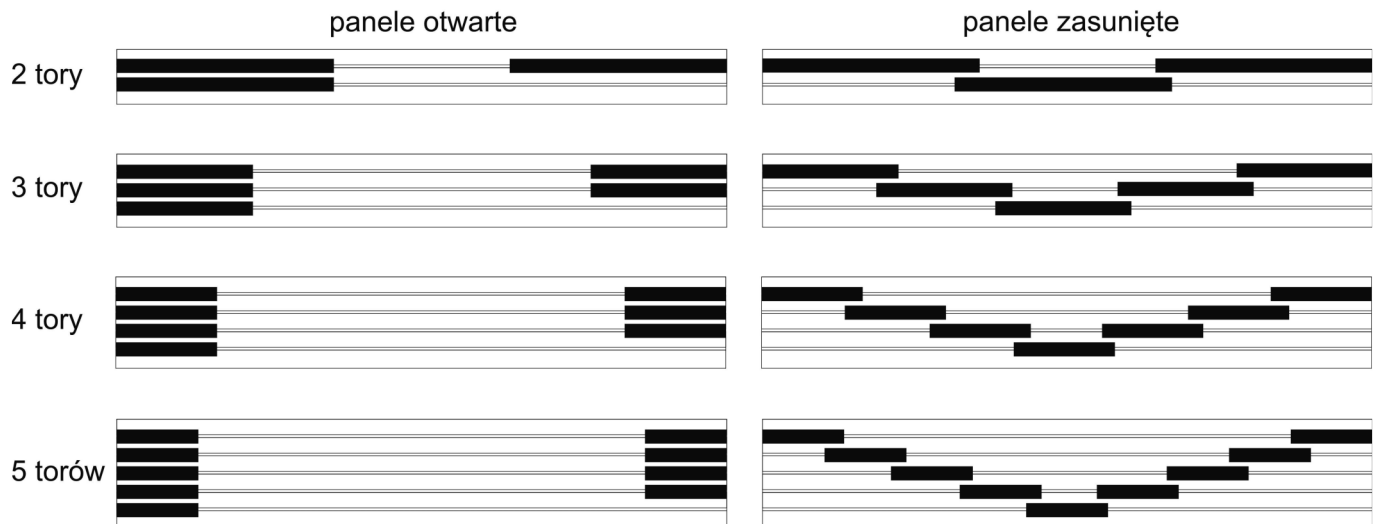 panele otwarte
panele zasunięte
2 tory
3 tory
4 tory
5 torów